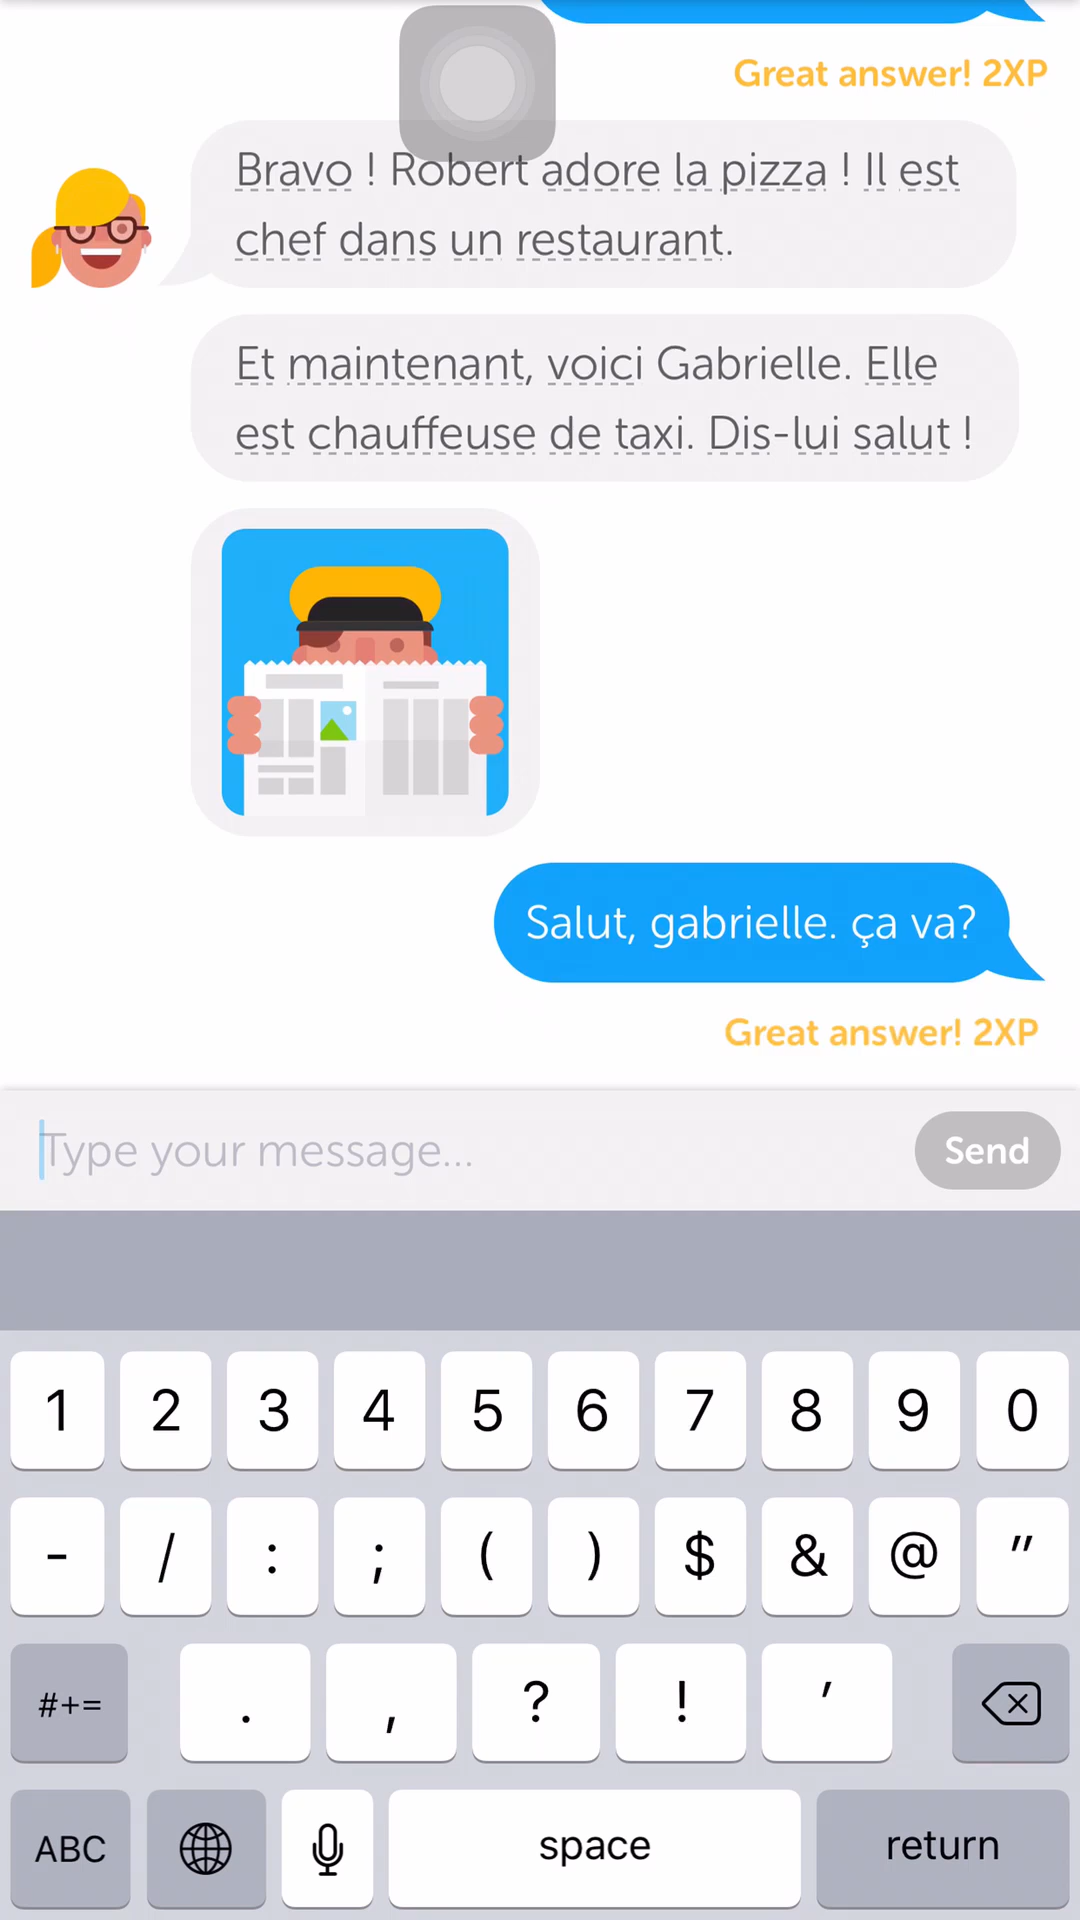 Great answer! 2XP
Bravo ! Robert adore la pizza ! Il est
chef dans un restaurant.
Et maintenant, voici Gabrielle. Elle
est chauffeuse de taxi. Dis-lui salut !
Salut, gabrielle. ça va?
Great answer! 2XP
Type your message...
Send
1 2 3 4 5 6 7 8 9 0
- / : ; ( ) $ & @ "
#+= . , ? ! '
ABC space return